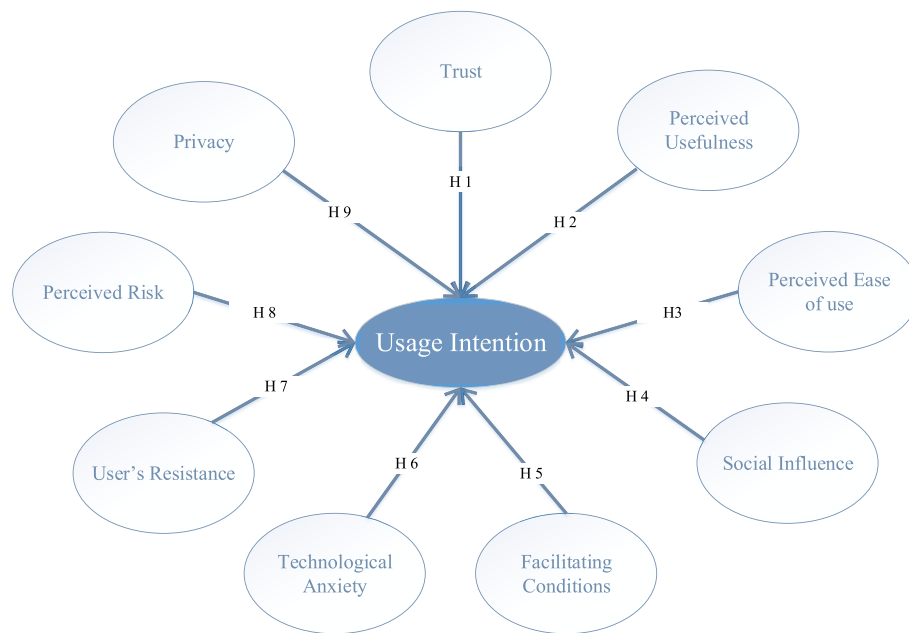 Trust
Perceived
Usefulness
Privacy
H 1
H 9
H 2
Perceived Risk
Perceived Ease
of use
H 8
H3
Usage Intention
H 7
H 4
User's Resistance
Social Influence
H 6
H 5
Technological
Anxiety
Facilitating
Conditions